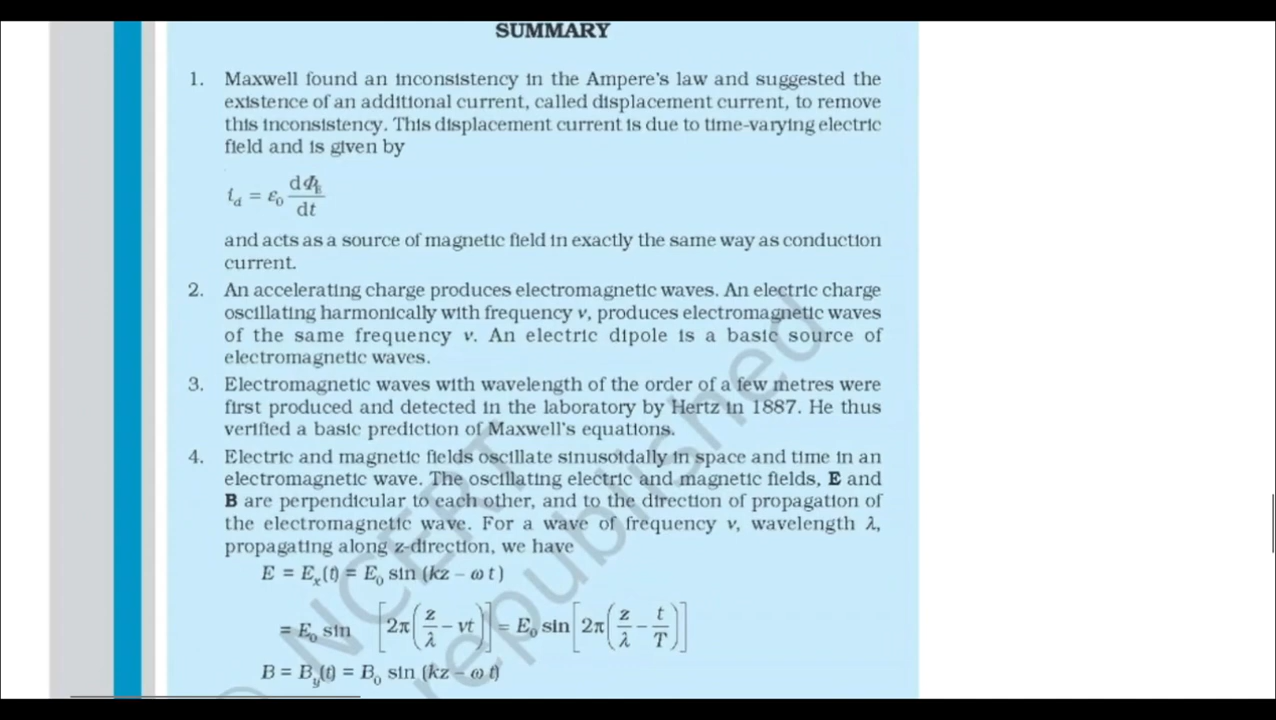 SUMMARY
1. Maxwell found an inconsistency in the Ampere's law and suggested the
existence of an additional current, called displacement current, to remove
this inconsistency. This displacement current is due to time-varying electric
field and is given by
i_d = ε₀ dΦ_E/dt
and acts as a source of magnetic field in exactly the same way as conduction
current.
2. An accelerating charge produces electromagnetic waves. An electric charge
oscillating harmonically with frequency ν, produces electromagnetic waves
of the same frequency ν. An electric dipole is a basic source of
electromagnetic waves.
3. Electromagnetic waves with wavelength of the order of a few metres were
first produced and detected in the laboratory by Hertz in 1887. He thus
verified a basic prediction of Maxwell's equations.
4. Electric and magnetic fields oscillate sinusoidally in space and time in an
electromagnetic wave. The oscillating electric and magnetic fields, E and
B are perpendicular to each other, and to the direction of propagation of
the electromagnetic wave. For a wave of frequency ν, wavelength λ,
propagating along z-direction, we have
E = Eₓ(t) = E₀ sin (kz – ω t)
= E₀ sin [2π(z/λ – νt)] = E₀ sin [2π(z/λ – t/T)]
B = B_y(t) = B₀ sin (kz – ω t)
© NCERT
republished